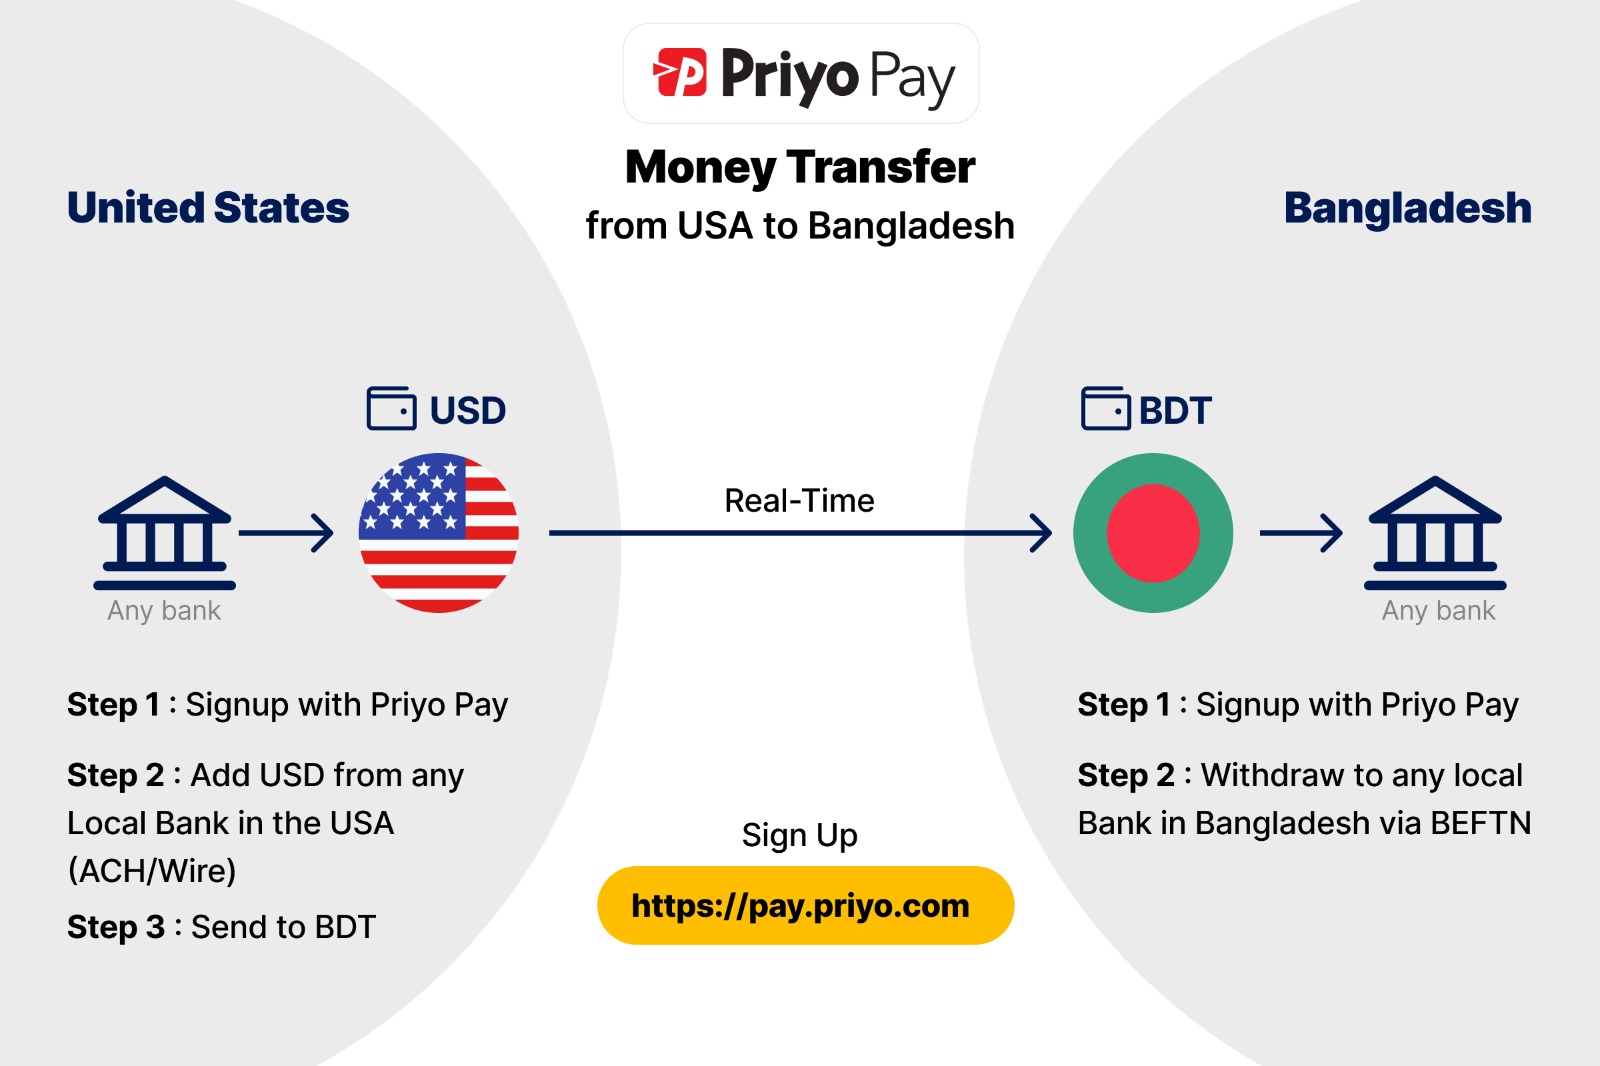 Priyo Pay
Money Transfer
from USA to Bangladesh
United States
Bangladesh
USD
BDT
Real-Time
Any bank
Any bank
Step 1 : Signup with Priyo Pay
Step 2 : Add USD from any
Local Bank in the USA
(ACH/Wire)
Step 3 : Send to BDT
Step 1 : Signup with Priyo Pay
Step 2 : Withdraw to any local
Bank in Bangladesh via BEFTN
Sign Up
https://pay.priyo.com